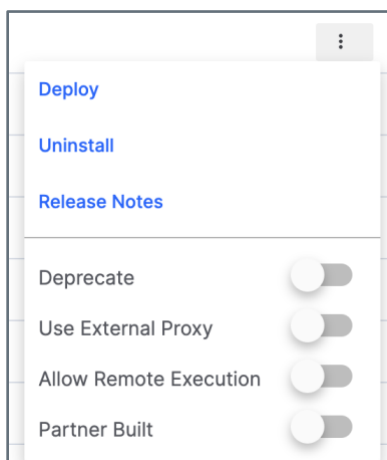 Deploy
Uninstall
Release Notes
Deprecate
Use External Proxy
Allow Remote Execution
Partner Built